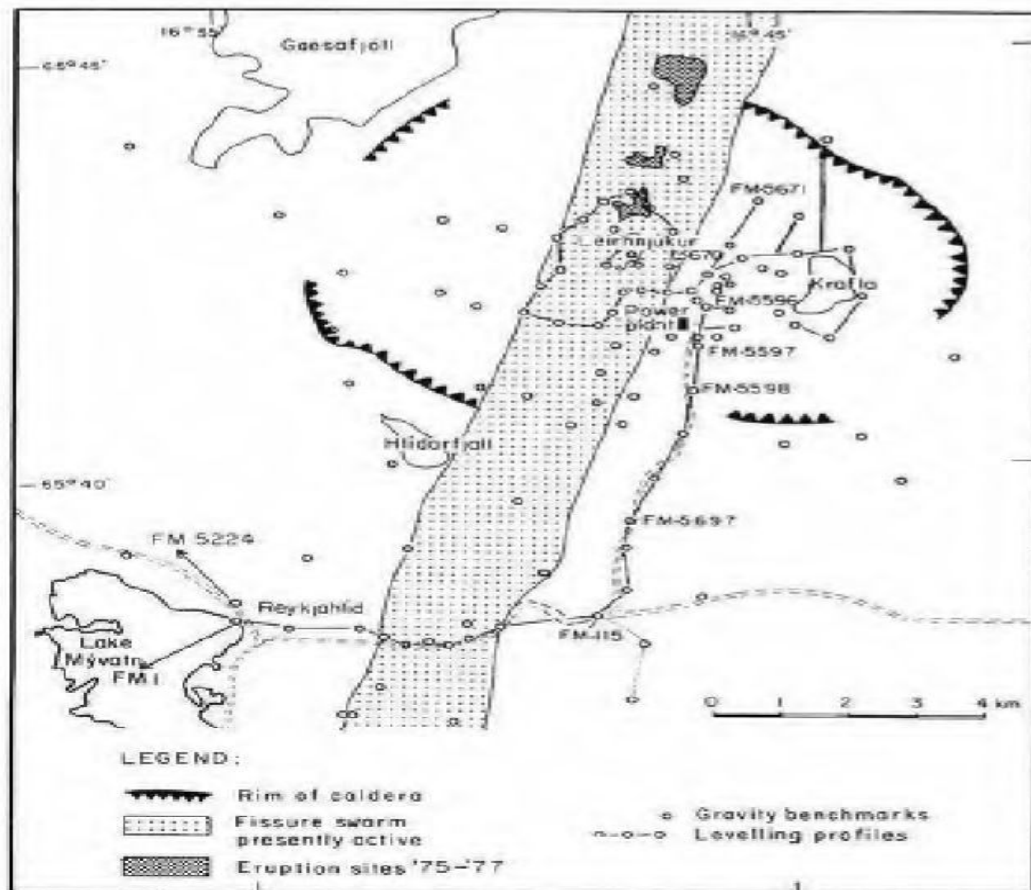 16°55'
16°45'
Gaesafjöll
65°45'
FM-5671
Leirhnjukur
Krafla
FM-5596
Power
plant
FM-5597
FM-5598
Hlidarfjall
65°40'
FM-5697
FM 5224
Reykjahlid
Lake
Mývatn
FM-115
FM1
0 1 2 4 km
LEGEND:
Rim of caldera
Fissure swarm
presently active
Eruption sites '75-'77
Gravity benchmarks
Levelling profiles